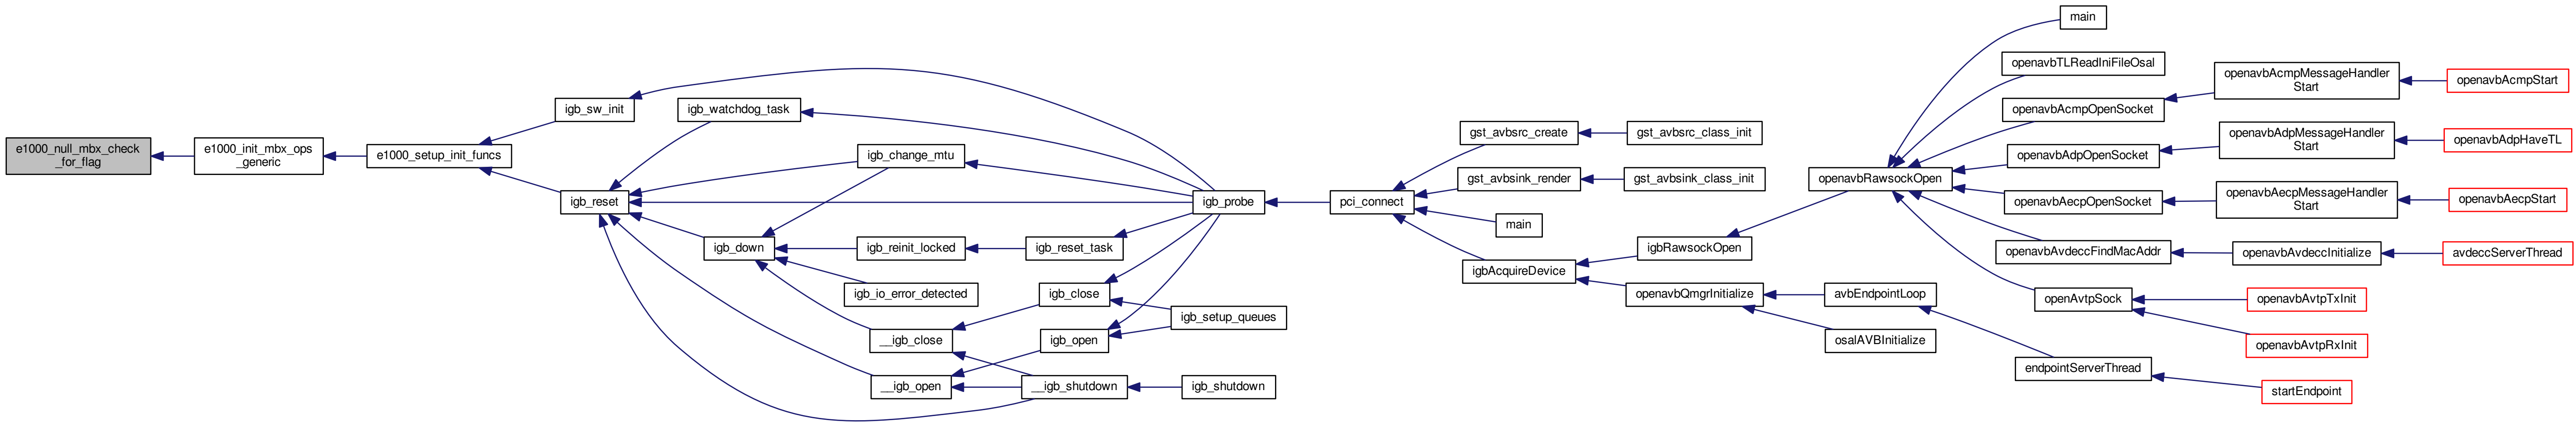 e1000_null_mbx_check
_for_flag
e1000_init_mbx_ops
_generic
e1000_setup_init_funcs
igb_sw_init
igb_reset
igb_watchdog_task
igb_change_mtu
igb_down
igb_reinit_locked
igb_reset_task
igb_io_error_detected
igb_close
igb_setup_queues
__igb_close
igb_open
__igb_open
__igb_shutdown
igb_shutdown
igb_probe
pci_connect
gst_avbsrc_create
gst_avbsrc_class_init
gst_avbsink_render
gst_avbsink_class_init
main
igbAcquireDevice
igbRawsockOpen
openavbQmgrInitialize
avbEndpointLoop
osalAVBInitialize
openavbRawsockOpen
main
openavbTLReadIniFileOsal
openavbAcmpOpenSocket
openavbAcmpMessageHandler
Start
openavbAcmpStart
openavbAdpOpenSocket
openavbAdpMessageHandler
Start
openavbAdpHaveTL
openavbAecpOpenSocket
openavbAecpMessageHandler
Start
openavbAecpStart
openavbAvdeccFindMacAddr
openavbAvdeccInitialize
avdeccServerThread
openAvtpSock
openavbAvtpTxInit
openavbAvtpRxInit
endpointServerThread
startEndpoint